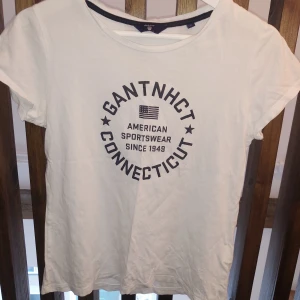 GANTNHCT
AMERICAN
SPORTSWEAR
SINCE 1949
CONNECTICUT